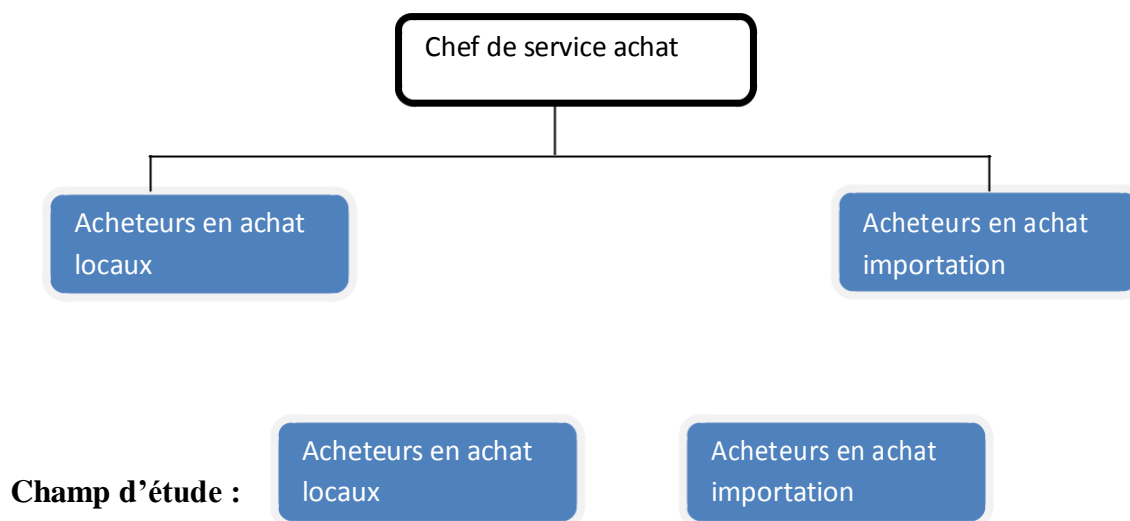 Chef de service achat
Acheteurs en achat
locaux
Acheteurs en achat
importation
Champ d’étude :
Acheteurs en achat
locaux
Acheteurs en achat
importation